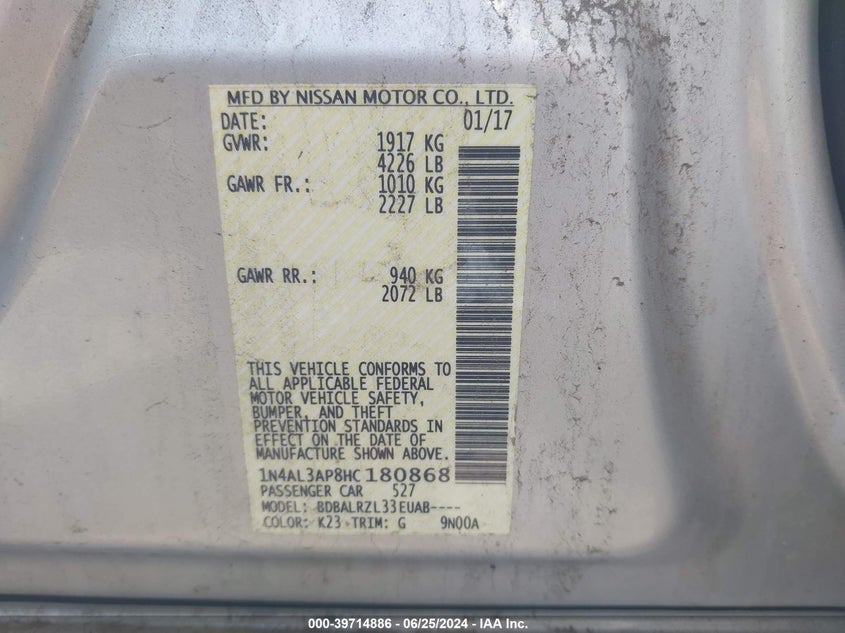 MFD BY NISSAN MOTOR CO., LTD.
DATE: 01/17
GVWR: 1917 KG
4226 LB
GAWR FR.: 1010 KG
2227 LB
GAWR RR.: 940 KG
2072 LB
THIS VEHICLE CONFORMS TO
ALL APPLICABLE FEDERAL
MOTOR VEHICLE SAFETY,
BUMPER, AND THEFT
PREVENTION STANDARDS IN
EFFECT ON THE DATE OF
MANUFACTURE SHOWN ABOVE.
1N4AL3AP8HC180868
PASSENGER CAR 527
MODEL: BDBALRZL33EUAB----
COLOR: K23 TRIM: G 9N00A
000-39714886 - 06/25/2024 - IAA Inc.